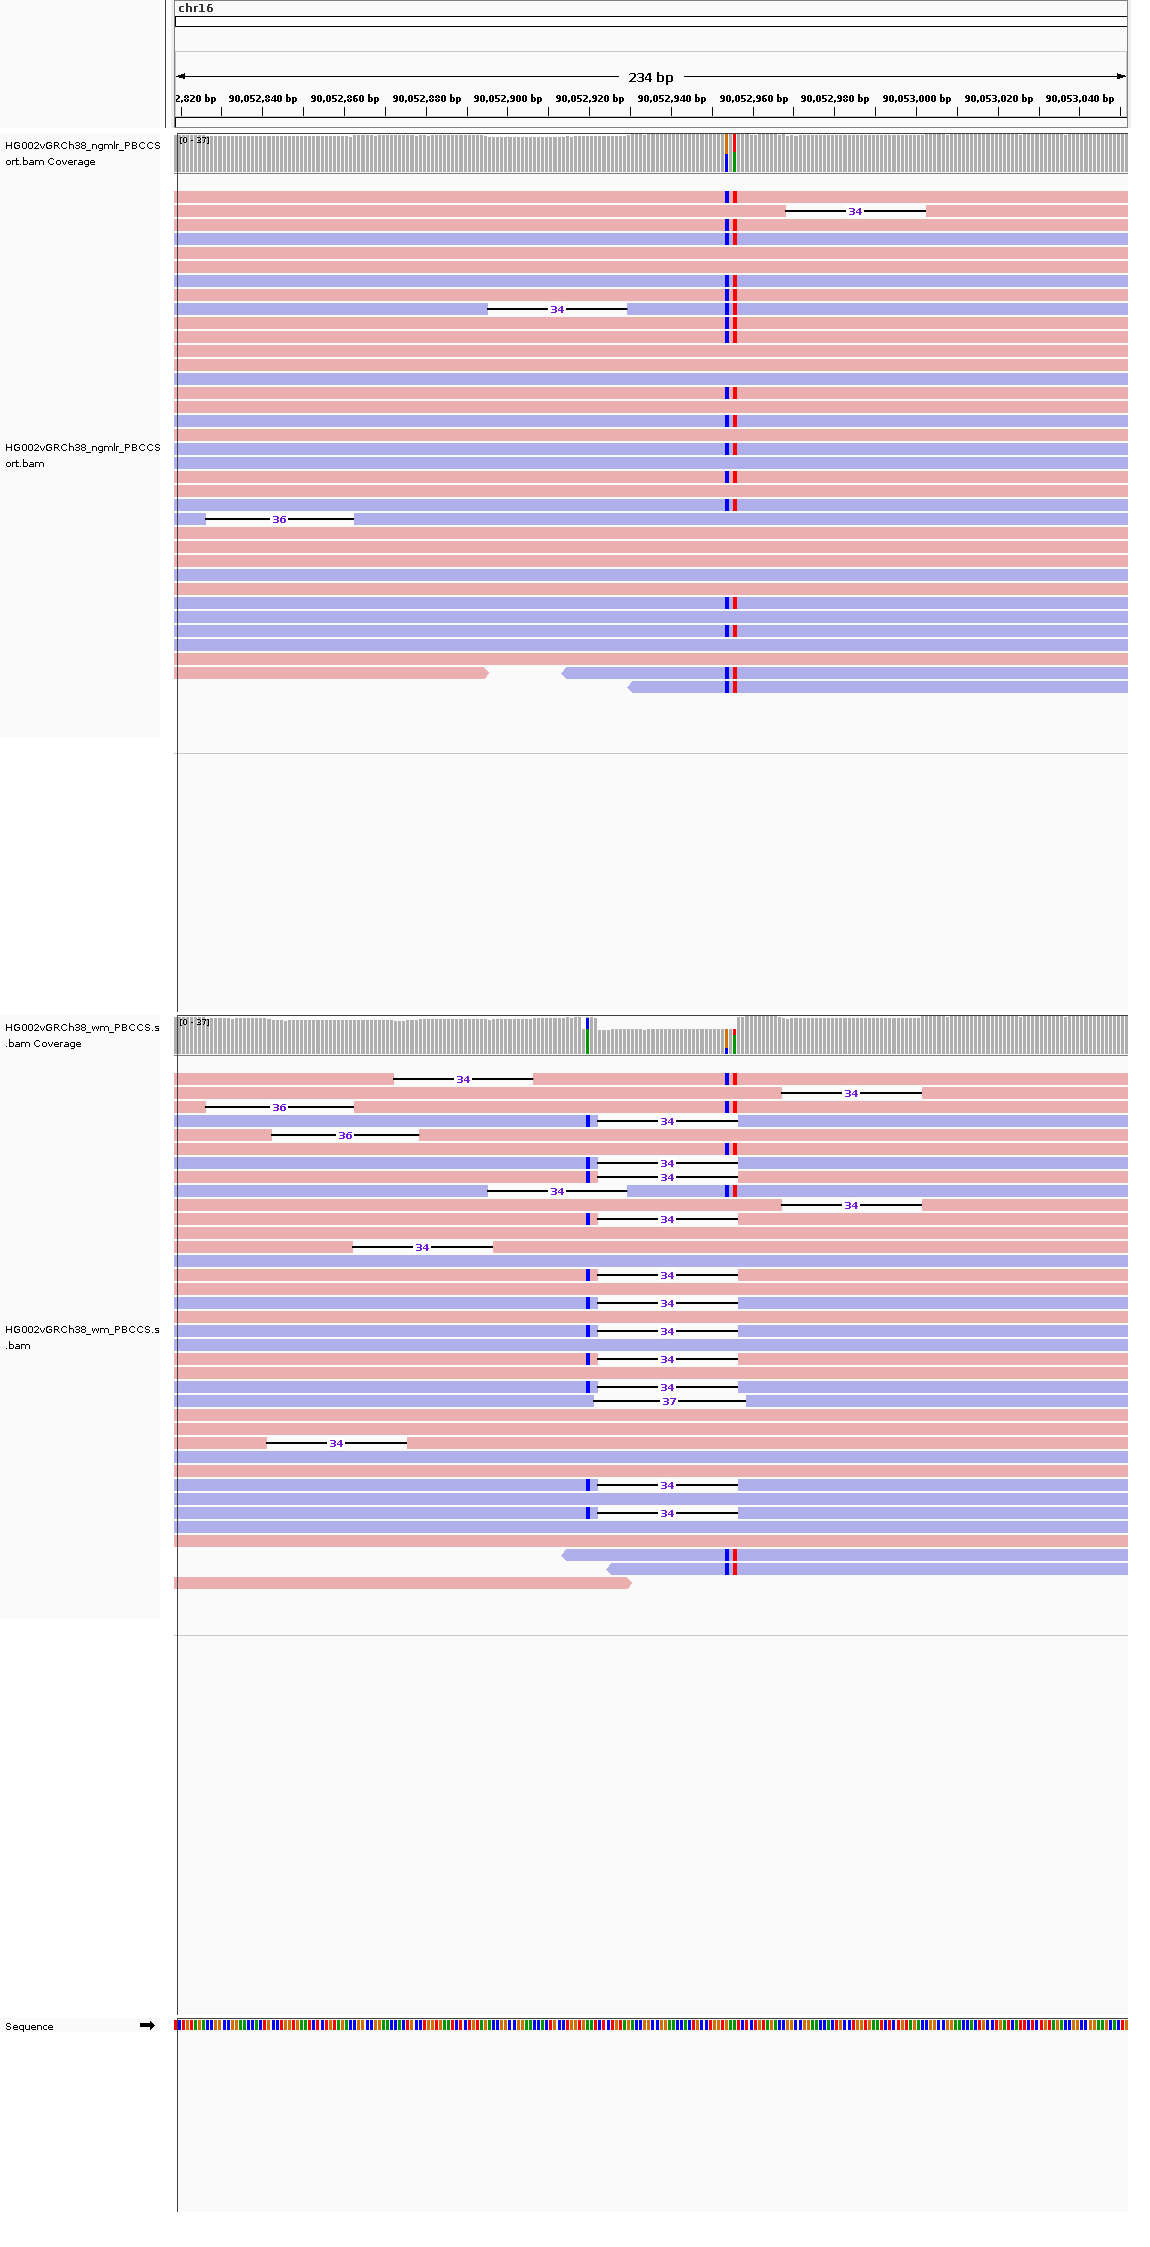 chr16
234 bp
2,820 bp 90,052,840 bp 90,052,860 bp 90,052,880 bp 90,052,900 bp 90,052,920 bp 90,052,940 bp 90,052,960 bp 90,052,980 bp 90,053,000 bp 90,053,020 bp 90,053,040 bp
HG002vGRCh38_ngmlr_PBCCS
ort.bam Coverage
[0 - 37]
34
34
HG002vGRCh38_ngmlr_PBCCS
ort.bam
36
HG002vGRCh38_wm_PBCCS.s
.bam Coverage
[0 - 37]
34
34
36
34
36
34
34
34
34
34
34
34
34
34
HG002vGRCh38_wm_PBCCS.s
.bam
34
34
37
34
34
34
Sequence